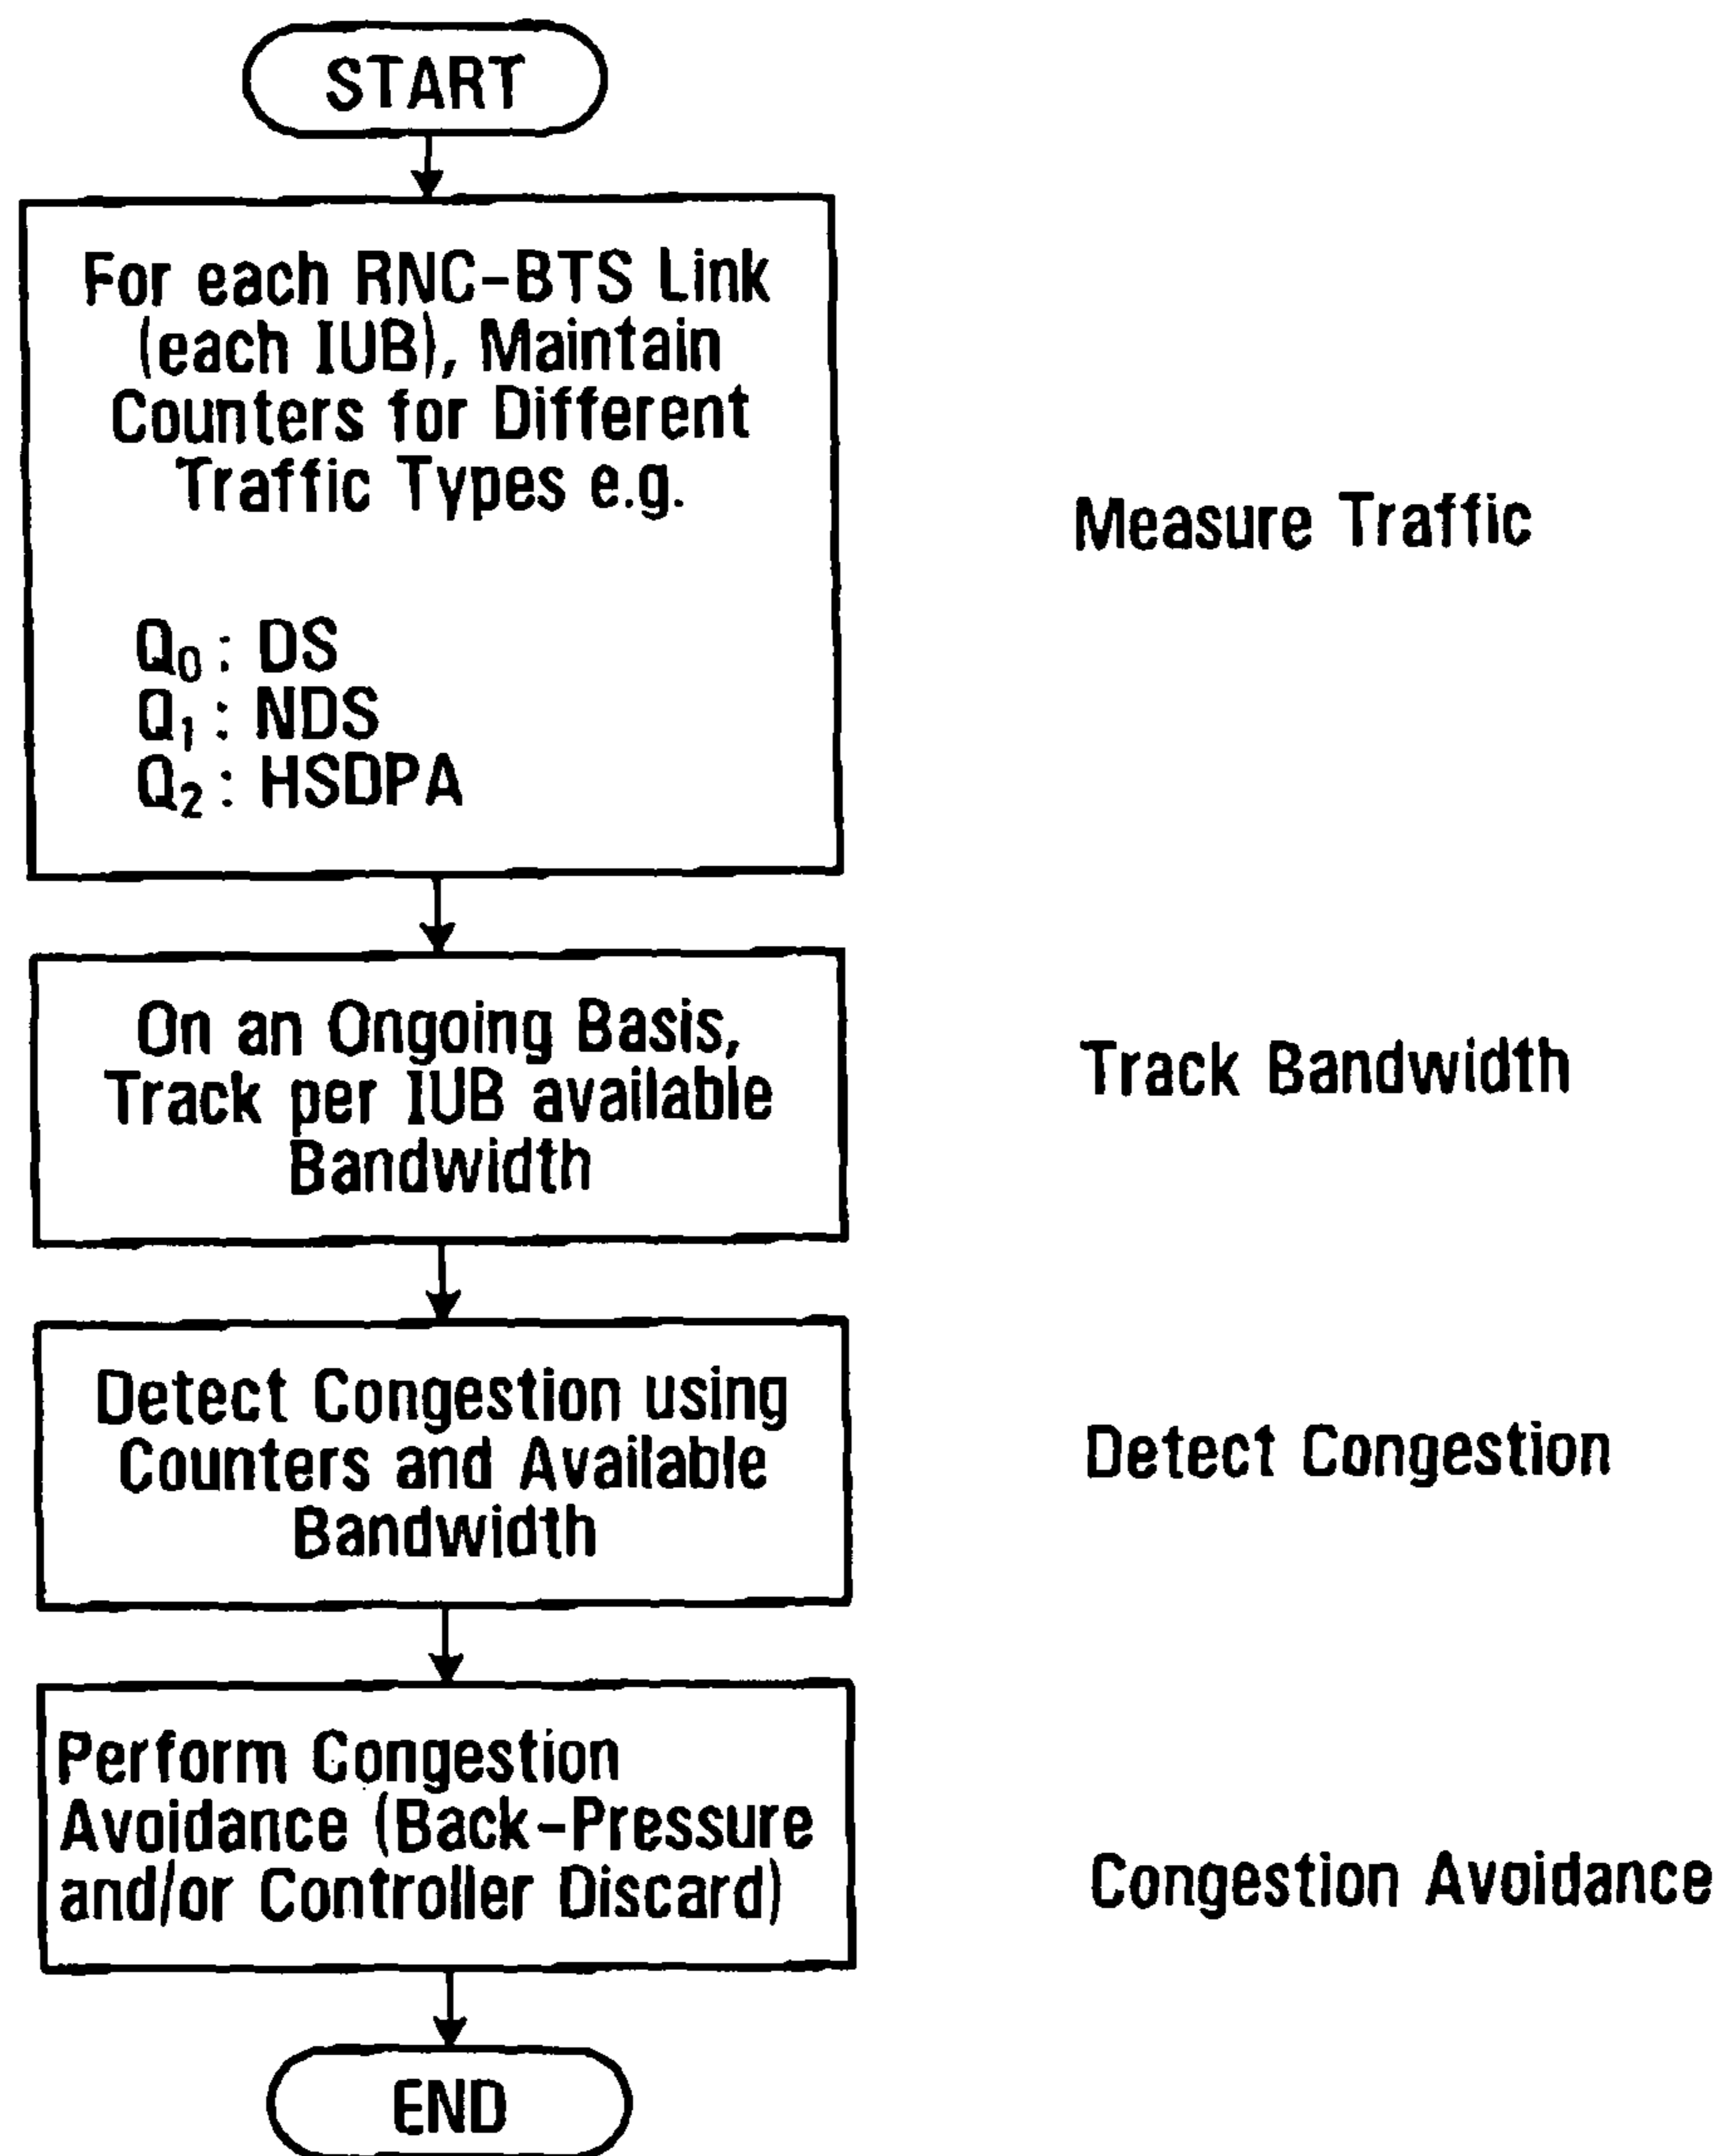 START
For each RNC-BTS Link
(each IUB), Maintain
Counters for Different
Traffic Types e.g.
Measure Traffic
Q0 : DS
Q1 : NDS
Q2 : HSDPA
On an Ongoing Basis,
Track per IUB available
Bandwidth
Track Bandwidth
Detect Congestion using
Counters and Available
Bandwidth
Detect Congestion
Perform Congestion
Avoidance (Back-Pressure
and/or Controller Discard)
Congestion Avoidance
END